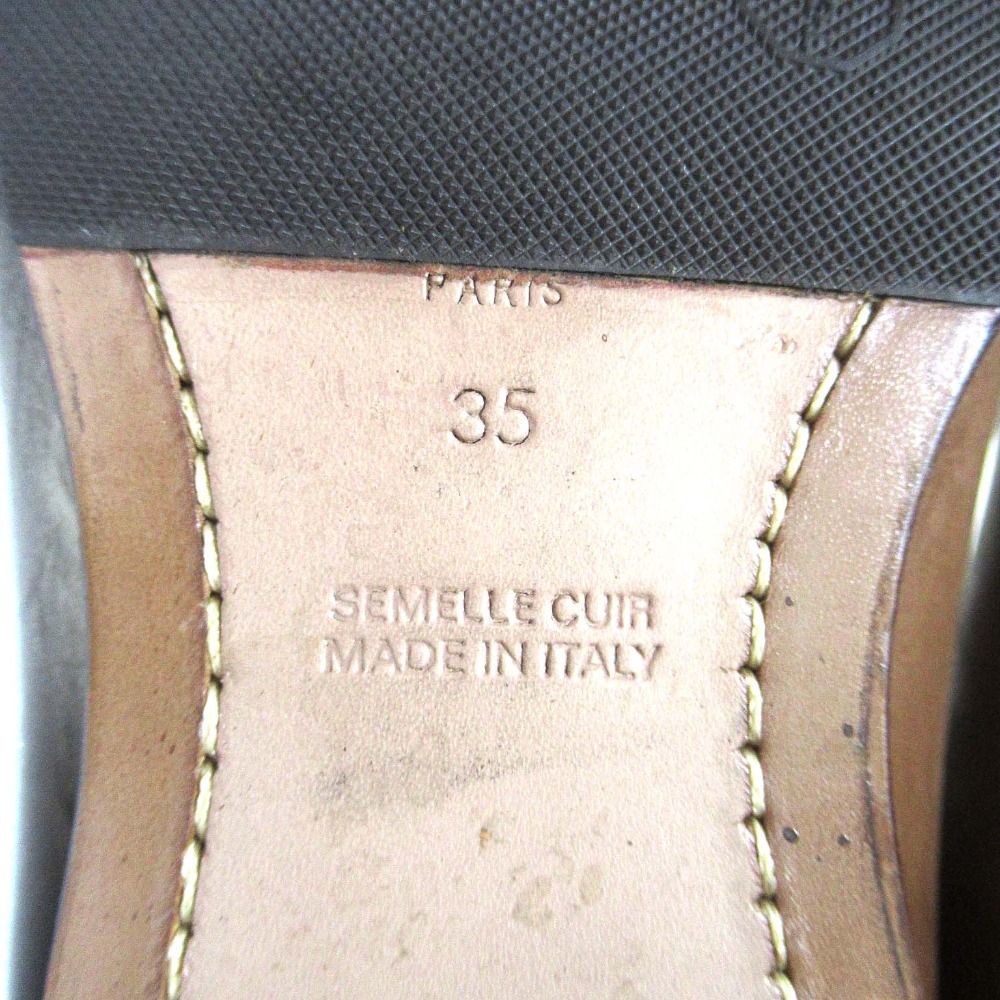 PARIS
35
SEMELLE CUIR
MADE IN ITALY